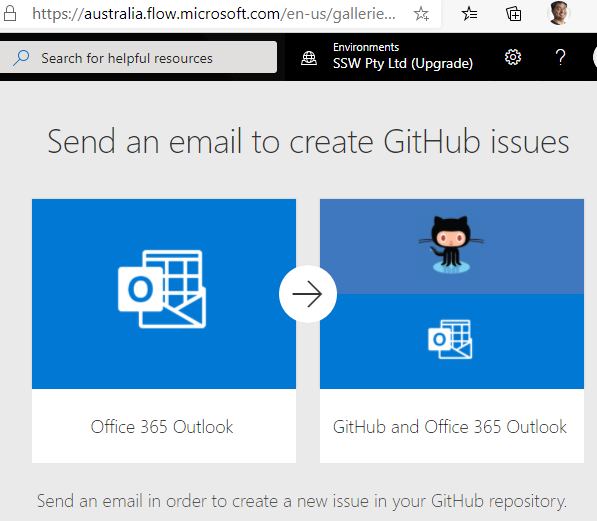 https://australia.flow.microsoft.com/en-us/gallerie...
Search for helpful resources
Environments
SSW Pty Ltd (Upgrade)
?
Send an email to create GitHub issues
O
Office 365 Outlook
O
GitHub and Office 365 Outlook
Send an email in order to create a new issue in your GitHub repository.